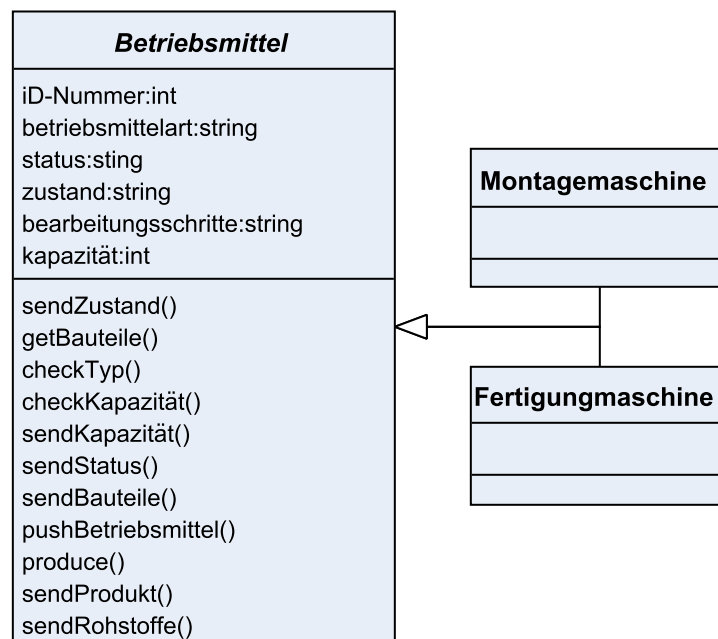 Betriebsmittel
iD-Nummer:int
betriebsmittelart:string
status:sting
zustand:string
bearbeitungsschritte:string
kapazität:int
sendZustand()
getBauteile()
checkTyp()
checkKapazität()
sendKapazität()
sendStatus()
sendBauteile()
pushBetriebsmittel()
produce()
sendProdukt()
sendRohstoffe()
Montagemaschine
Fertigungmaschine